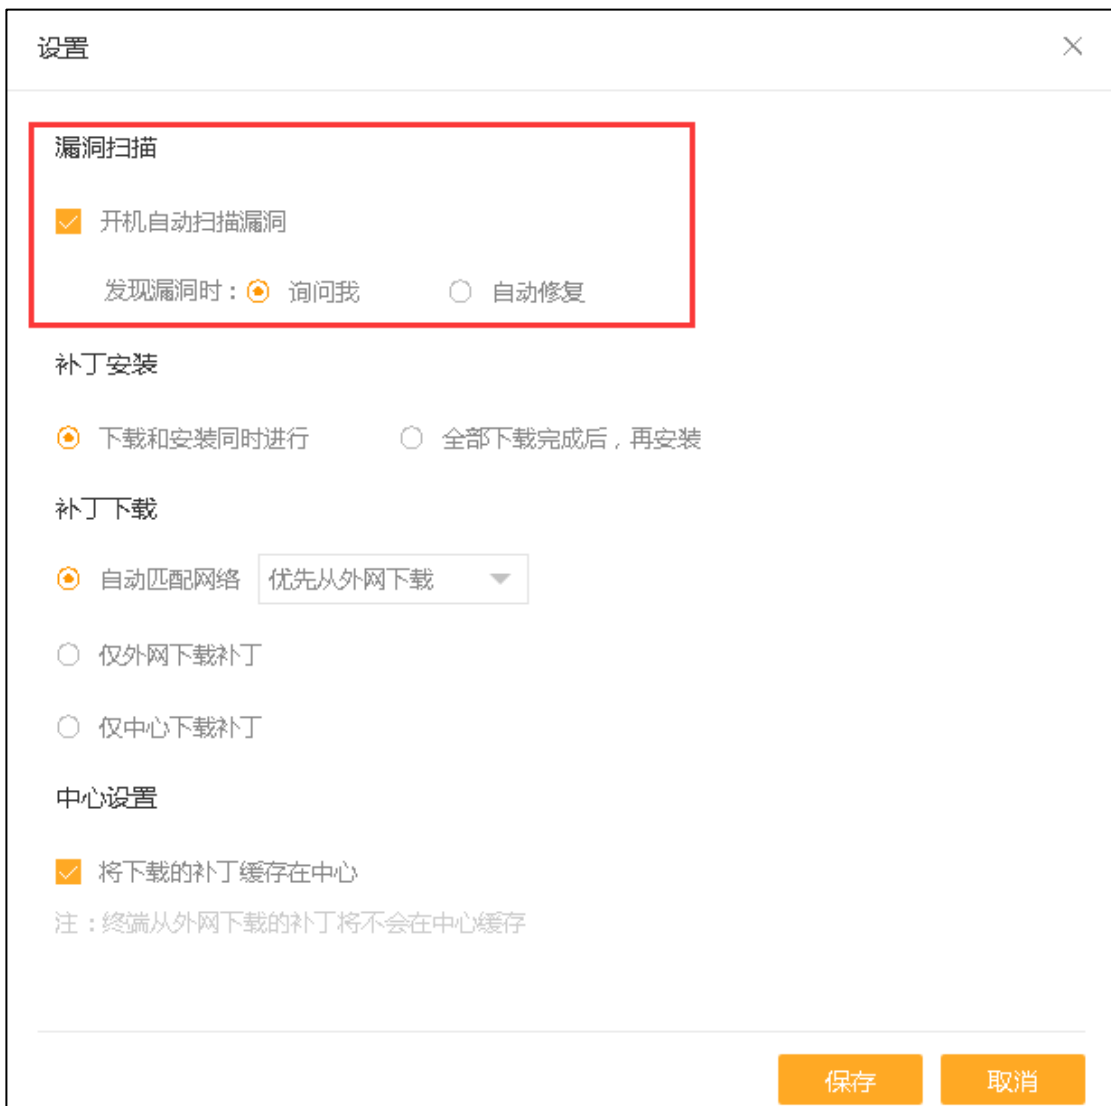 设置
漏洞扫描
开机自动扫描漏洞
发现漏洞时：询问我 自动修复
补丁安装
下载和安装同时进行 全部下载完成后，再安装
补丁下载
自动匹配网络 优先从外网下载
仅外网下载补丁
仅中心下载补丁
中心设置
将下载的补丁缓存在中心
注：终端从外网下载的补丁将不会在中心缓存
保存 取消